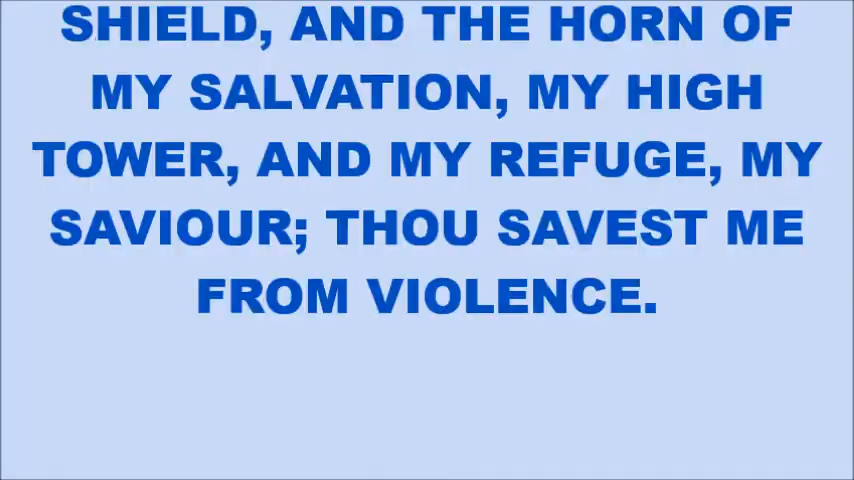 SHIELD, AND THE HORN OF
MY SALVATION, MY HIGH
TOWER, AND MY REFUGE, MY
SAVIOUR; THOU SAVEST ME
FROM VIOLENCE.